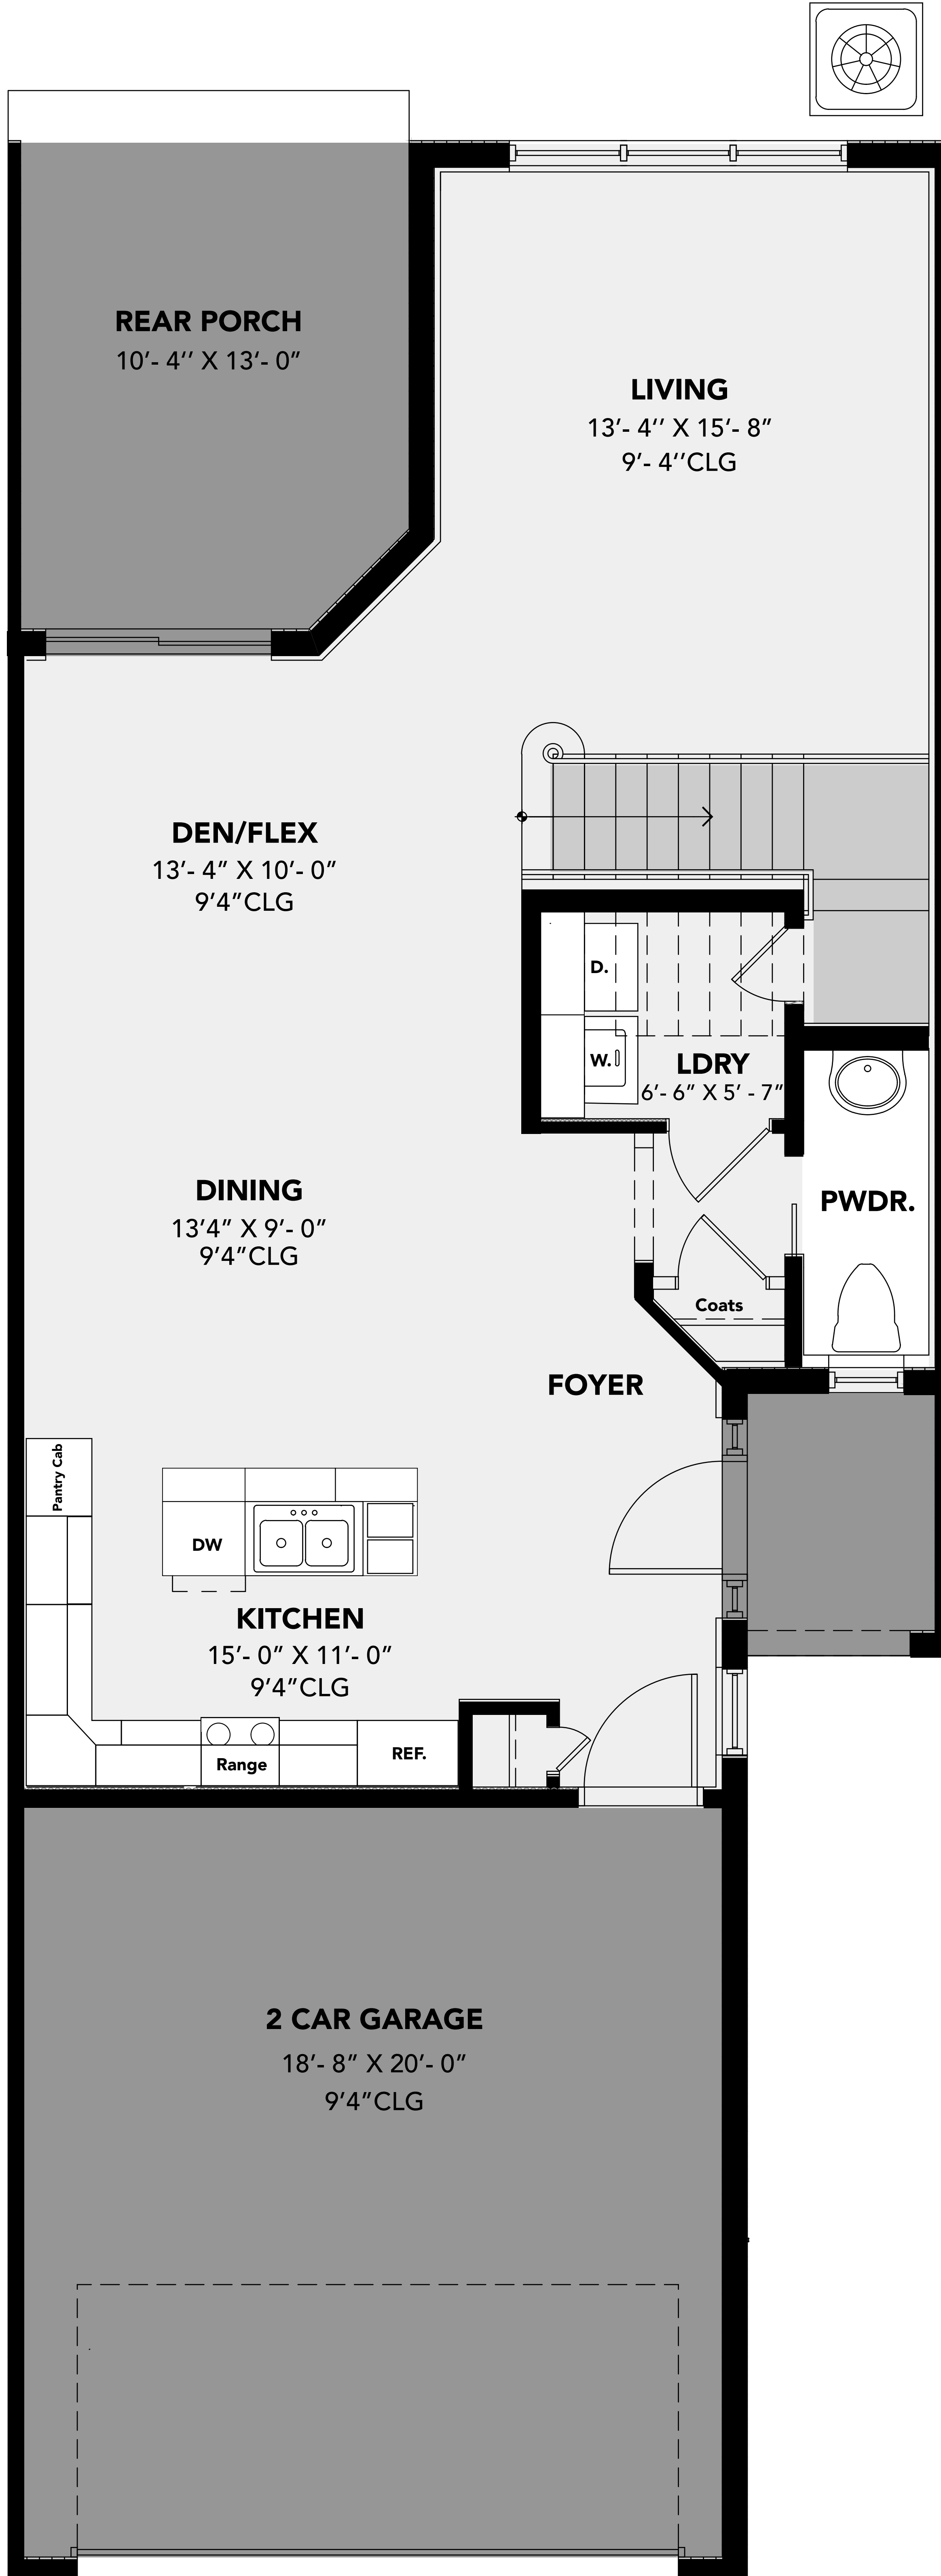 REAR PORCH
10'- 4'' X 13'- 0"
LIVING
13'- 4'' X 15'- 8"
9'- 4''CLG
DEN/FLEX
13'- 4" X 10'- 0"
9'4"CLG
D.
W.
LDRY
6'- 6" X 5' - 7"
DINING
13'4" X 9'- 0"
9'4"CLG
PWDR.
Coats
FOYER
Pantry Cab
DW
KITCHEN
15'- 0" X 11'- 0"
9'4"CLG
Range
REF.
2 CAR GARAGE
18'- 8" X 20'- 0"
9'4"CLG